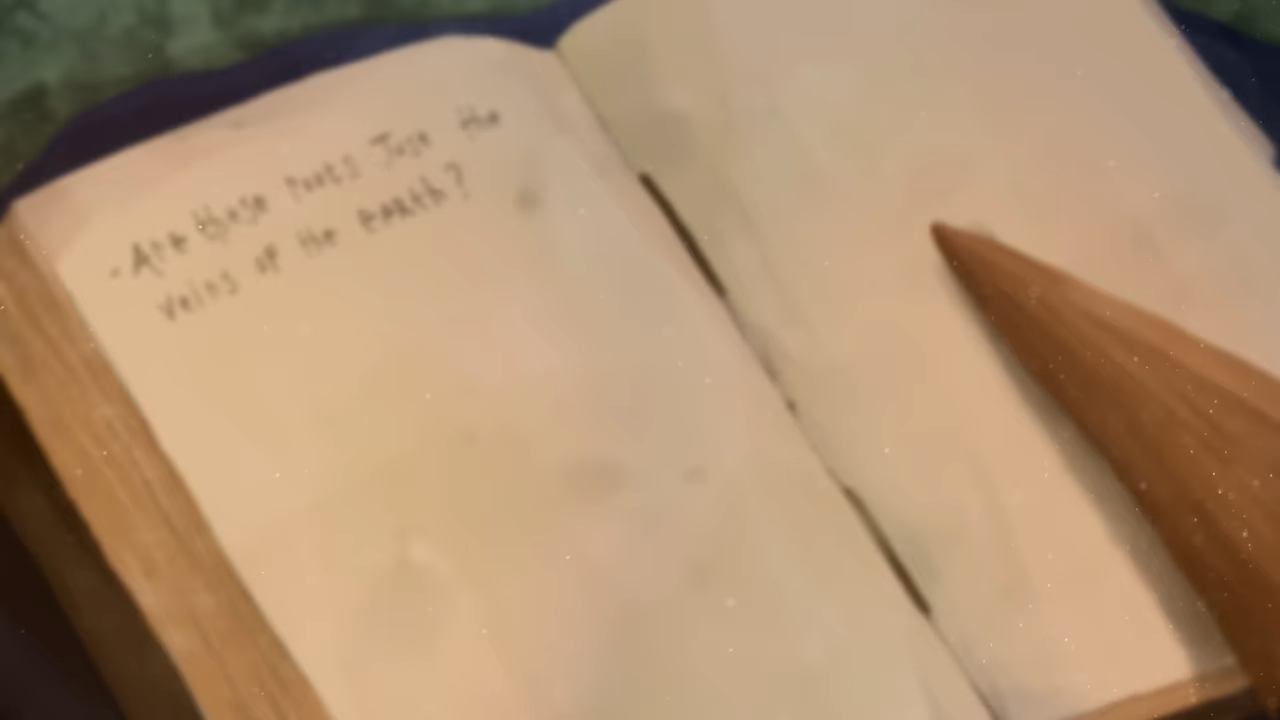 - Are these roots Just the
veins of the earth?